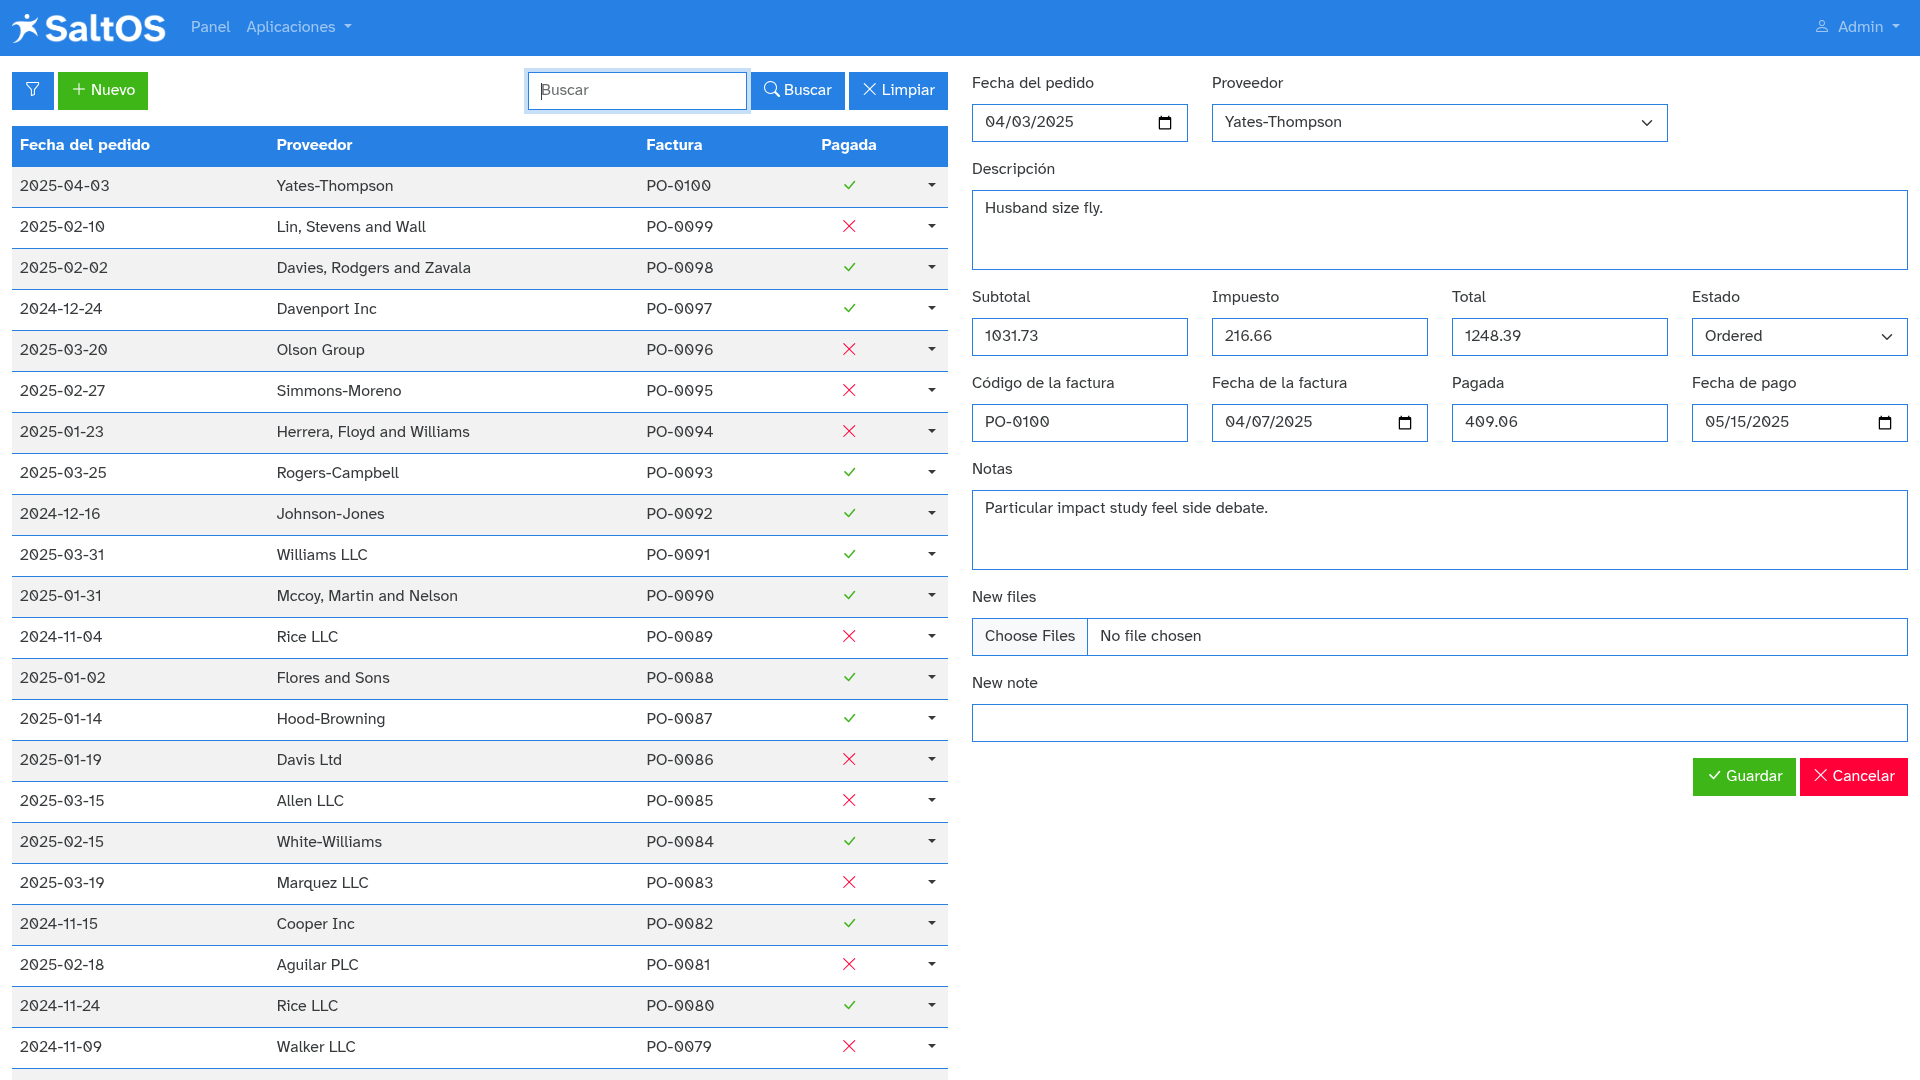 SaltOS Panel Aplicaciones Admin
Nuevo Buscar Buscar Limpiar
Fecha del pedido Proveedor Factura Pagada
2025-04-03 Yates-Thompson PO-0100
2025-02-10 Lin, Stevens and Wall PO-0099
2025-02-02 Davies, Rodgers and Zavala PO-0098
2024-12-24 Davenport Inc PO-0097
2025-03-20 Olson Group PO-0096
2025-02-27 Simmons-Moreno PO-0095
2025-01-23 Herrera, Floyd and Williams PO-0094
2025-03-25 Rogers-Campbell PO-0093
2024-12-16 Johnson-Jones PO-0092
2025-03-31 Williams LLC PO-0091
2025-01-31 Mccoy, Martin and Nelson PO-0090
2024-11-04 Rice LLC PO-0089
2025-01-02 Flores and Sons PO-0088
2025-01-14 Hood-Browning PO-0087
2025-01-19 Davis Ltd PO-0086
2025-03-15 Allen LLC PO-0085
2025-02-15 White-Williams PO-0084
2025-03-19 Marquez LLC PO-0083
2024-11-15 Cooper Inc PO-0082
2025-02-18 Aguilar PLC PO-0081
2024-11-24 Rice LLC PO-0080
2024-11-09 Walker LLC PO-0079
Fecha del pedido Proveedor
04/03/2025 Yates-Thompson
Descripción
Husband size fly.
Subtotal Impuesto Total Estado
1031.73 216.66 1248.39 Ordered
Código de la factura Fecha de la factura Pagada Fecha de pago
PO-0100 04/07/2025 409.06 05/15/2025
Notas
Particular impact study feel side debate.
New files
Choose Files No file chosen
New note
Guardar Cancelar